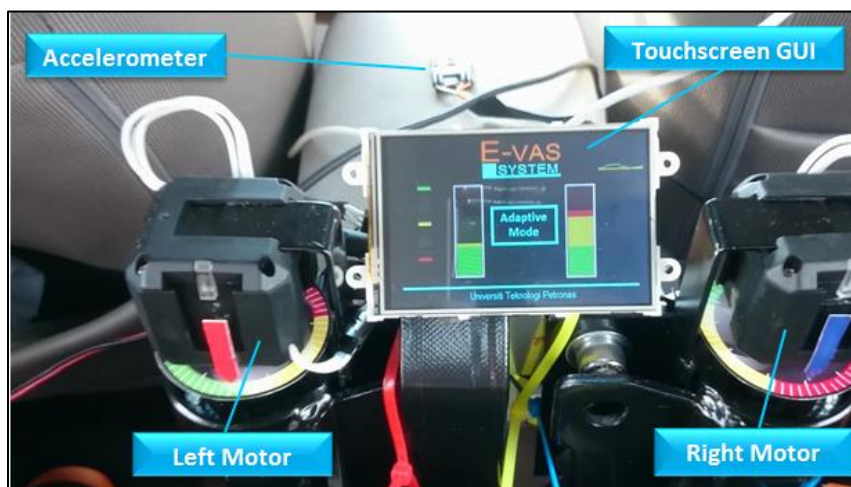 Accelerometer
Touchscreen GUI
E-VAS
SYSTEM
Adaptive
Mode
Universiti Teknologi Petronas
Left Motor
Right Motor